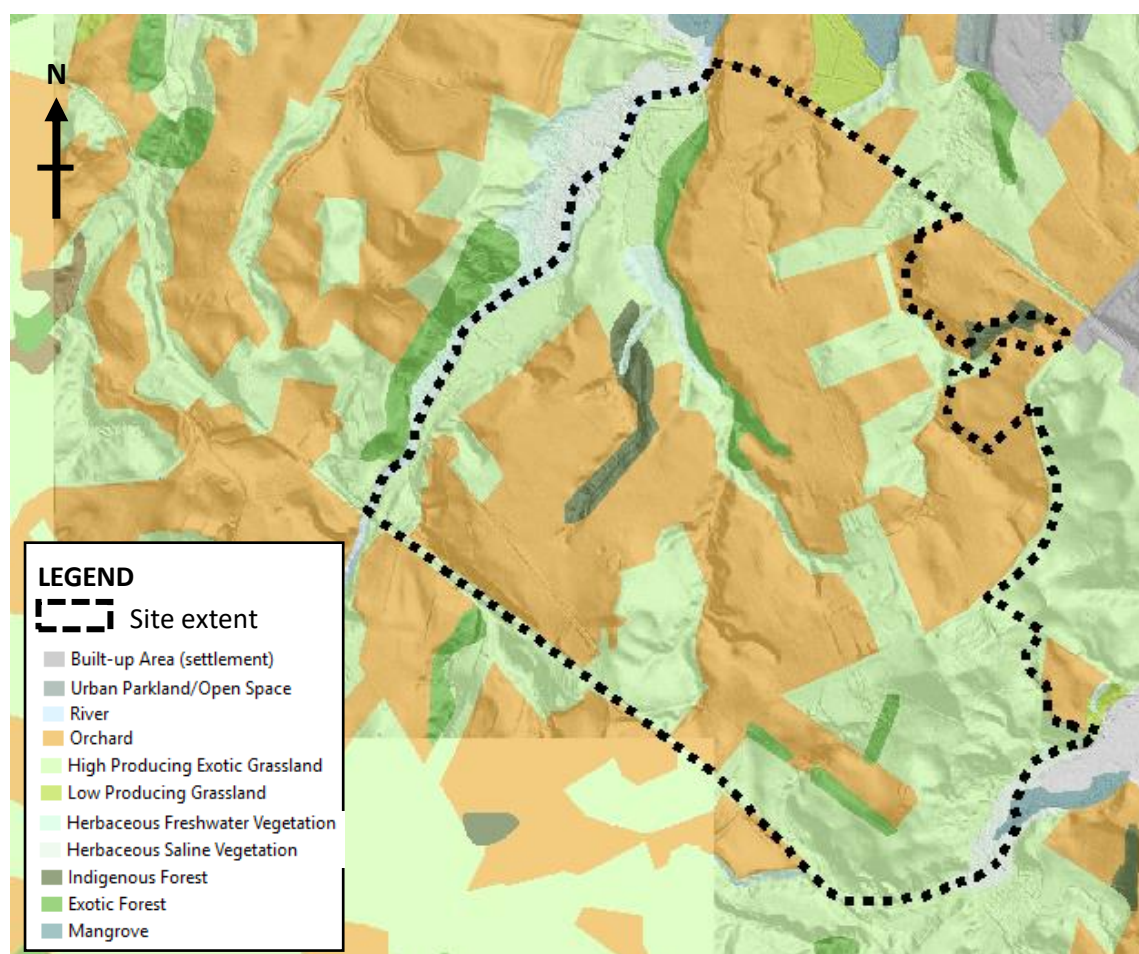 N
LEGEND
Site extent
Built-up Area (settlement)
Urban Parkland/Open Space
River
Orchard
High Producing Exotic Grassland
Low Producing Grassland
Herbaceous Freshwater Vegetation
Herbaceous Saline Vegetation
Indigenous Forest
Exotic Forest
Mangrove